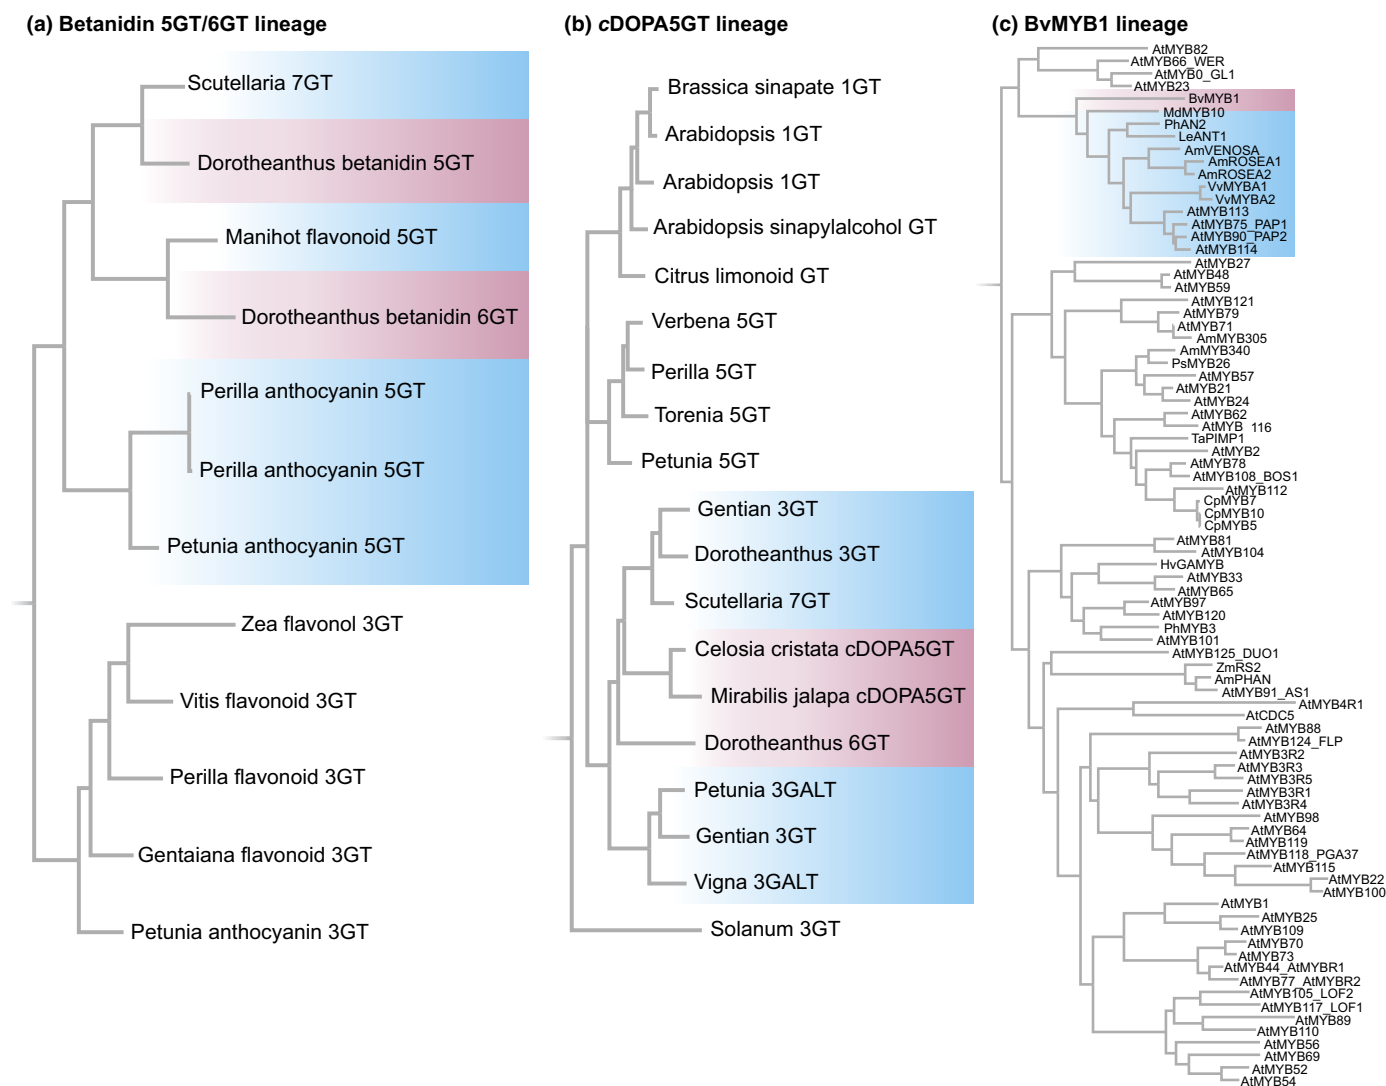 (a) Betanidin 5GT/6GT lineage
Scutellaria 7GT
Dorotheanthus betanidin 5GT
Manihot flavonoid 5GT
Dorotheanthus betanidin 6GT
Perilla anthocyanin 5GT
Perilla anthocyanin 5GT
Petunia anthocyanin 5GT
Zea flavonol 3GT
Vitis flavonoid 3GT
Perilla flavonoid 3GT
Gentaiana flavonoid 3GT
Petunia anthocyanin 3GT
(b) cDOPA5GT lineage
Brassica sinapate 1GT
Arabidopsis 1GT
Arabidopsis 1GT
Arabidopsis sinapylalcohol GT
Citrus limonoid GT
Verbena 5GT
Perilla 5GT
Torenia 5GT
Petunia 5GT
Gentian 3GT
Dorotheanthus 3GT
Scutellaria 7GT
Celosia cristata cDOPA5GT
Mirabilis jalapa cDOPA5GT
Dorotheanthus 6GT
Petunia 3GALT
Gentian 3GT
Vigna 3GALT
Solanum 3GT
(c) BvMYB1 lineage
AtMYB82
AtMYB66_WER
AtMYB0_GL1
AtMYB23
BvMYB1
MdMYB10
PhAN2
LeANT1
AmVENOSA
AmROSEA1
AmROSEA2
VvMYBA1
VvMYBA2
AtMYB113
AtMYB75_PAP1
AtMYB90_PAP2
AtMYB114
AtMYB27
AtMYB48
AtMYB59
AtMYB121
AtMYB79
AtMYB71
AmMYB305
AmMYB340
PsMYB26
AtMYB57
AtMYB21
AtMYB24
AtMYB62
AtMYB 116
TaPIMP1
AtMYB2
AtMYB78
AtMYB108_BOS1
AtMYB112
CpMYB7
CpMYB10
CpMYB5
AtMYB81
AtMYB104
HvGAMYB
AtMYB33
AtMYB65
AtMYB97
AtMYB120
PhMYB3
AtMYB101
AtMYB125_DUO1
ZmRS2
AmPHAN
AtMYB91_AS1
AtMYB4R1
AtCDC5
AtMYB88
AtMYB124_FLP
AtMYB3R2
AtMYB3R3
AtMYB3R5
AtMYB3R1
AtMYB3R4
AtMYB98
AtMYB64
AtMYB119
AtMYB118_PGA37
AtMYB115
AtMYB22
AtMYB100
AtMYB1
AtMYB25
AtMYB109
AtMYB70
AtMYB73
AtMYB44_AtMYBR1
AtMYB77_AtMYBR2
AtMYB105_LOF2
AtMYB117_LOF1
AtMYB89
AtMYB110
AtMYB56
AtMYB69
AtMYB52
AtMYB54